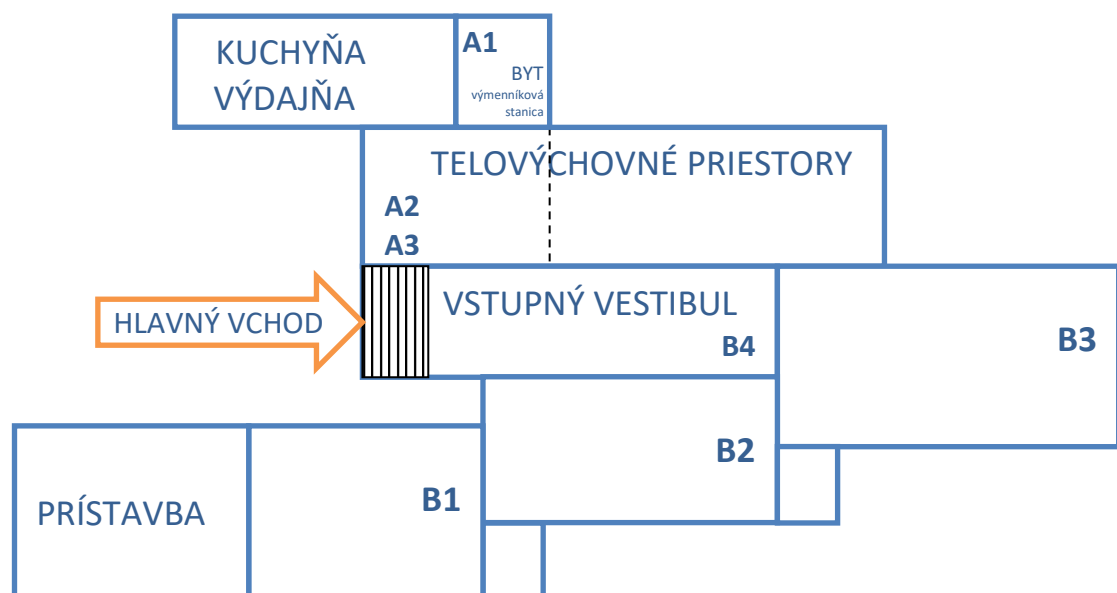 KUCHYŇA
VÝDAJŇA
A1
BYT
výmenníková
stanica
TELOVÝCHOVNÉ PRIESTORY
A2
A3
HLAVNÝ VCHOD
VSTUPNÝ VESTIBUL
B4
B3
B2
B1
PRÍSTAVBA